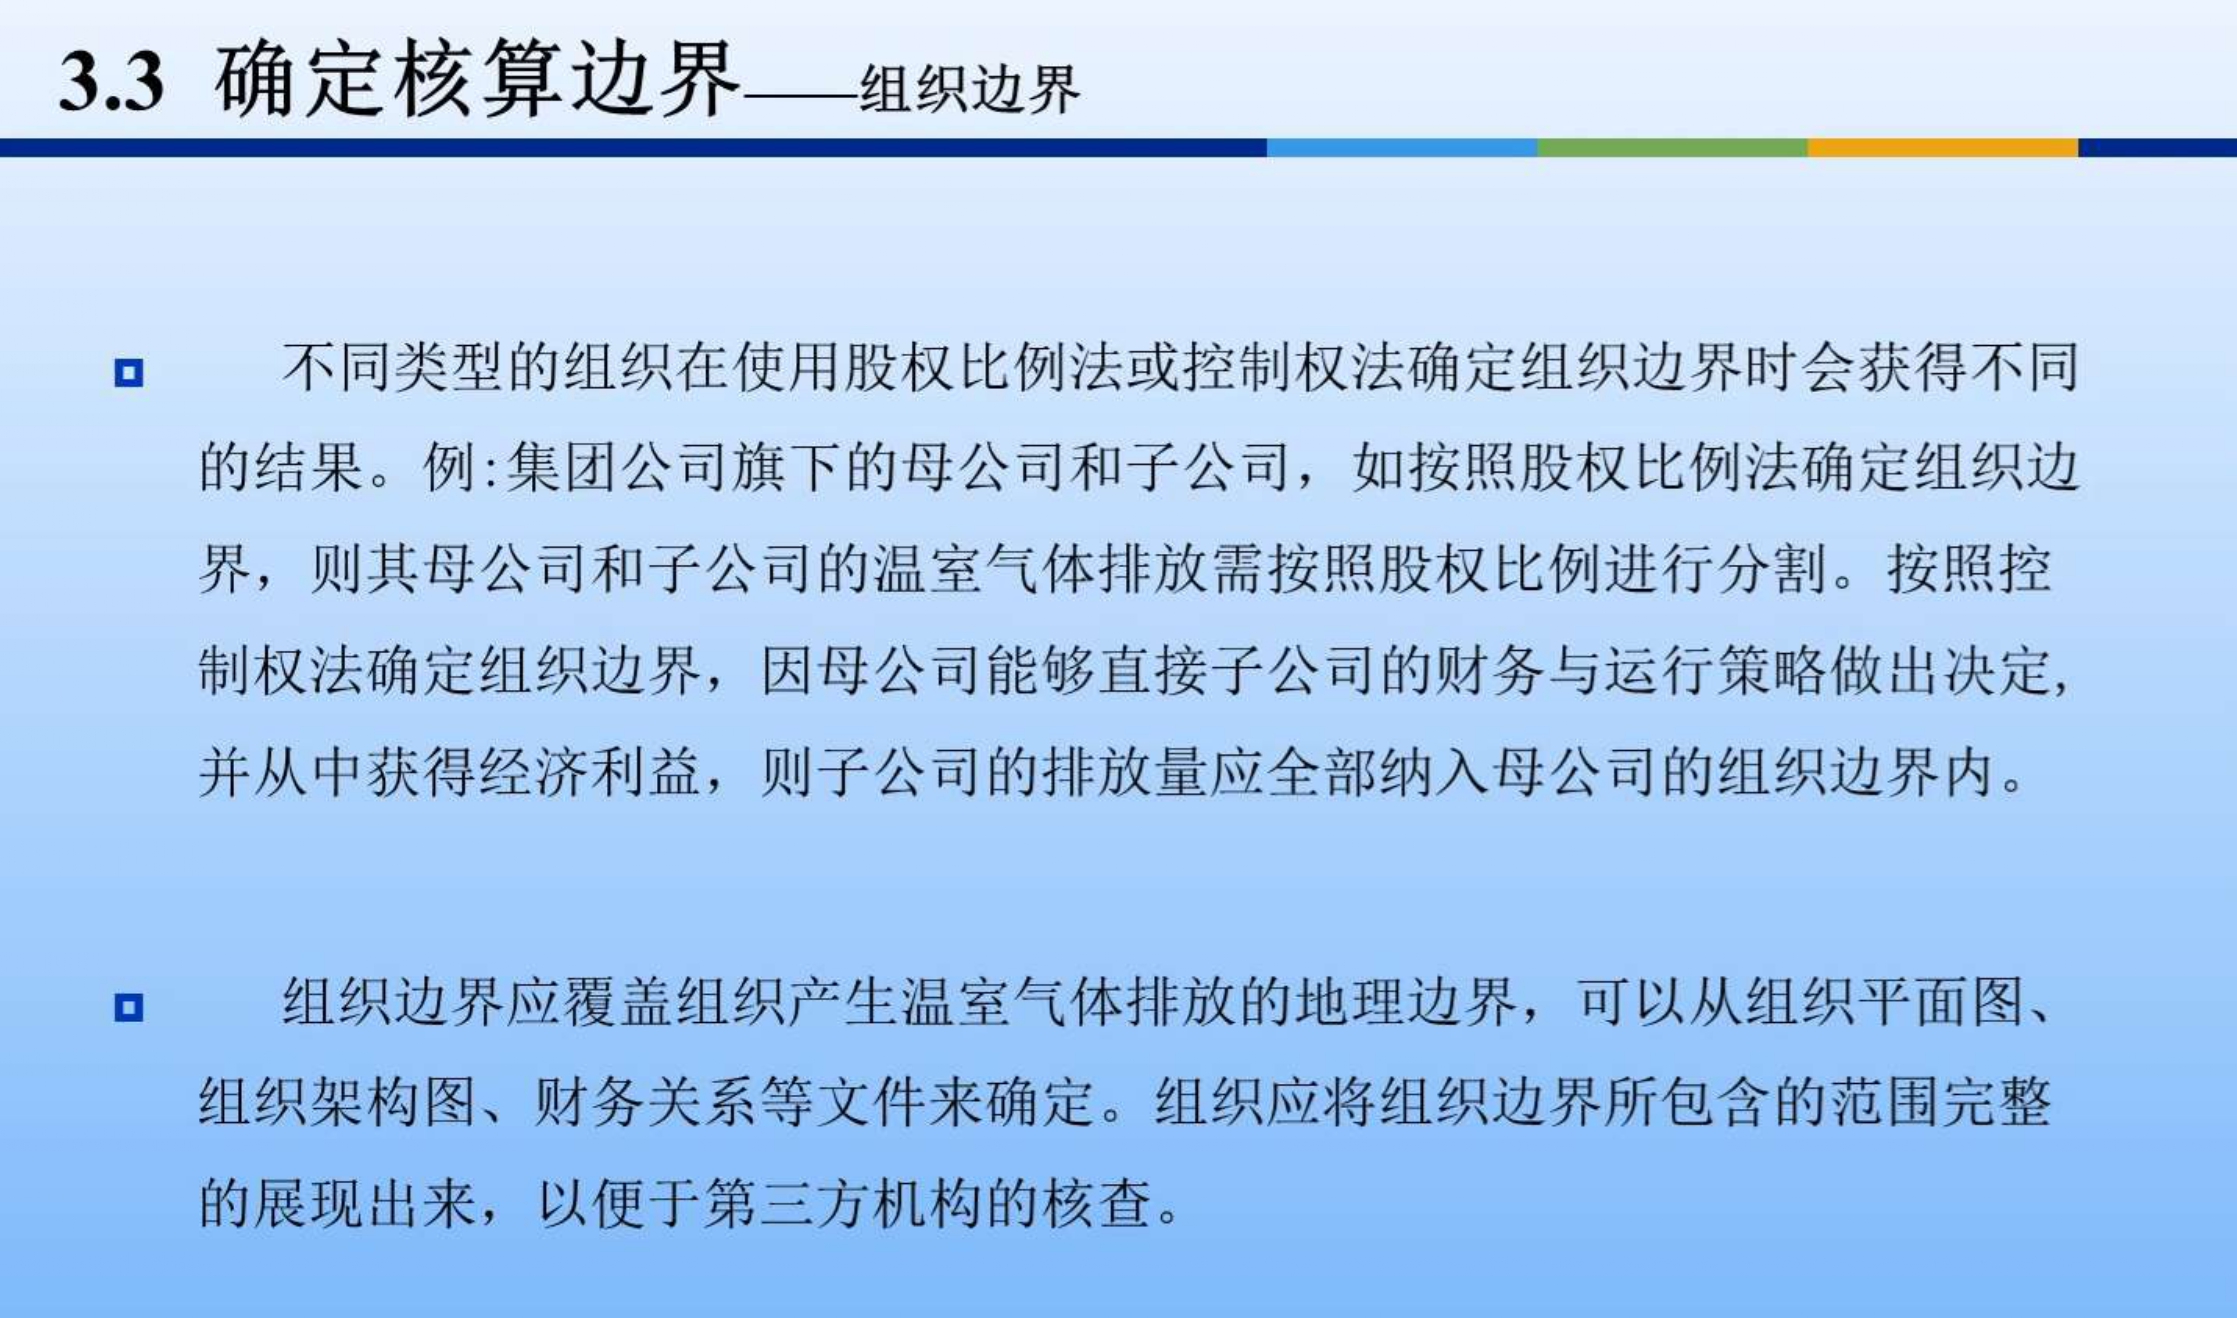 3.3 确定核算边界——组织边界
不同类型的组织在使用股权比例法或控制权法确定组织边界时会获得不同
的结果。例:集团公司旗下的母公司和子公司，如按照股权比例法确定组织边
界，则其母公司和子公司的温室气体排放需按照股权比例进行分割。按照控
制权法确定组织边界，因母公司能够直接子公司的财务与运行策略做出决定,
并从中获得经济利益，则子公司的排放量应全部纳入母公司的组织边界内。
组织边界应覆盖组织产生温室气体排放的地理边界，可以从组织平面图、
组织架构图、财务关系等文件来确定。组织应将组织边界所包含的范围完整
的展现出来，以便于第三方机构的核查。